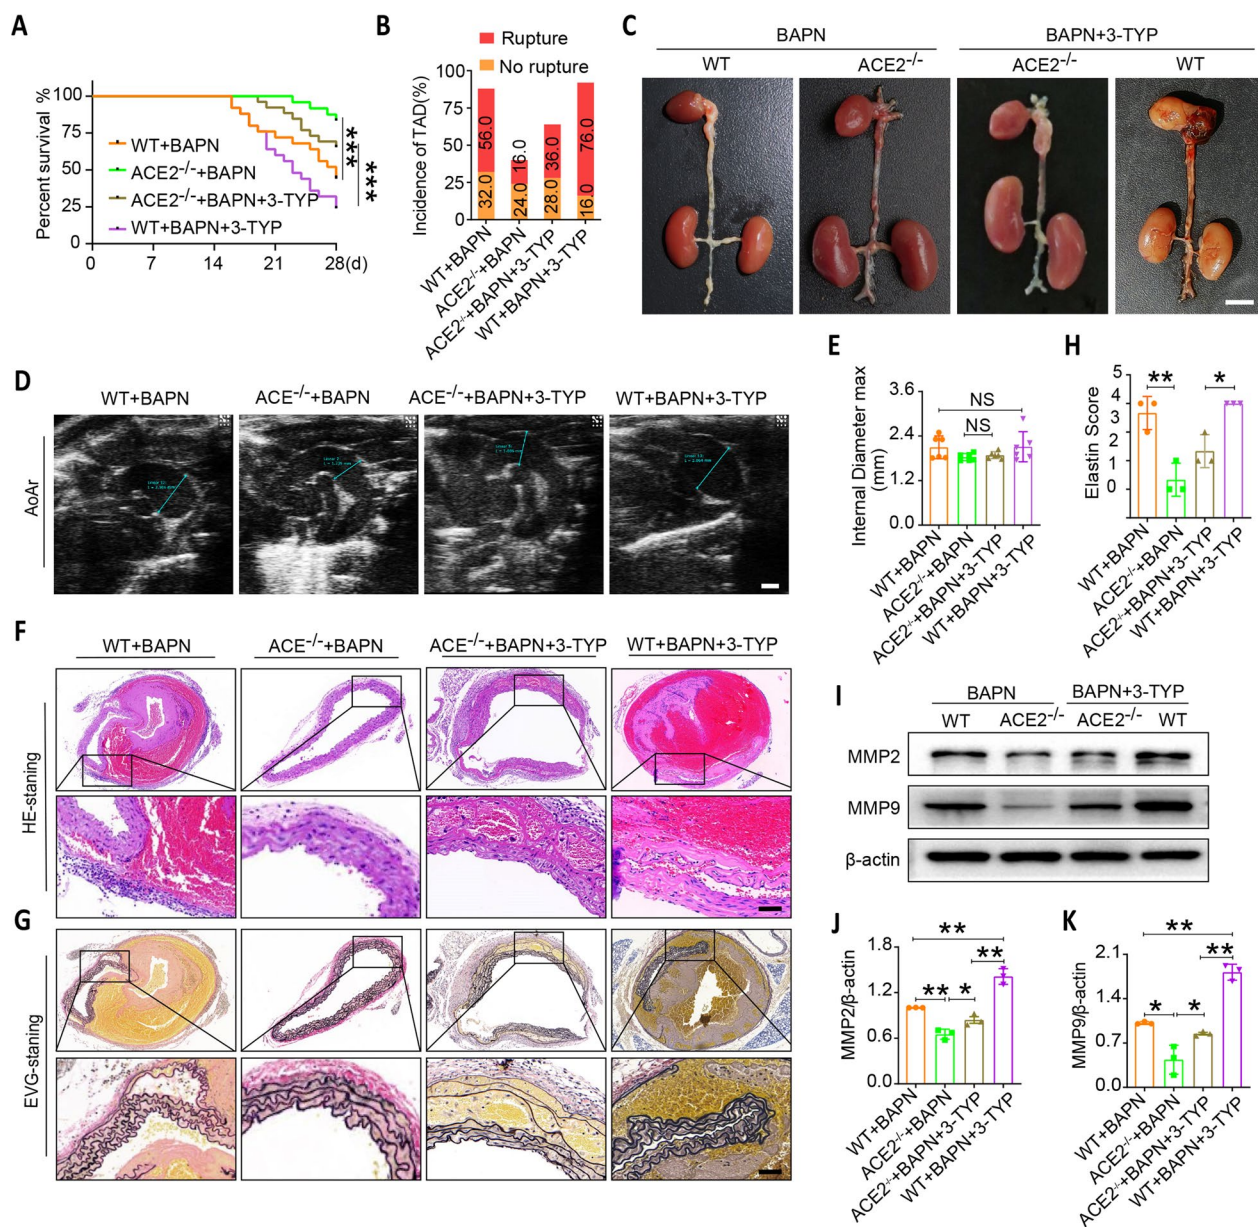 A
Percent survival %
100
75
50
25
0
0 7 14 21 28(d)
WT+BAPN
ACE2-/-+BAPN
ACE2-/-+BAPN+3-TYP
WT+BAPN+3-TYP
***
***
B
Rupture
No rupture
Incidence of TAD(%)
100
75
50
25
0
56.0 16.0 36.0 76.0
32.0 24.0 28.0 16.0
WT+BAPN
ACE2-/-+BAPN
ACE2-/-+BAPN+3-TYP
WT+BAPN+3-TYP
C
BAPN BAPN+3-TYP
WT ACE2-/- ACE2-/- WT
D
WT+BAPN ACE-/-+BAPN ACE-/-+BAPN+3-TYP WT+BAPN+3-TYP
AoAr
E
Internal Diameter max
(mm)
3.6
2.4
1.2
0.0
NS
NS
WT+BAPN
ACE2-/-+BAPN
ACE2-/-+BAPN+3-TYP
WT+BAPN+3-TYP
H
Elastin Score
5
4
3
2
1
0
** *
WT+BAPN
ACE2-/-+BAPN
ACE2-/-+BAPN+3-TYP
WT+BAPN+3-TYP
F
WT+BAPN ACE-/-+BAPN ACE-/-+BAPN+3-TYP WT+BAPN+3-TYP
HE-staning
G
EVG-staning
I
BAPN BAPN+3-TYP
WT ACE2-/- ACE2-/- WT
MMP2
MMP9
β-actin
J
MMP2/β-actin
1.8
1.2
0.6
0.0
**
**
** *
WT+BAPN
ACE2-/-+BAPN
ACE2-/-+BAPN+3-TYP
WT+BAPN+3-TYP
K
MMP9/β-actin
2.1
1.4
0.7
0.0
**
**
* *
WT+BAPN
ACE2-/-+BAPN
ACE2-/-+BAPN+3-TYP
WT+BAPN+3-TYP